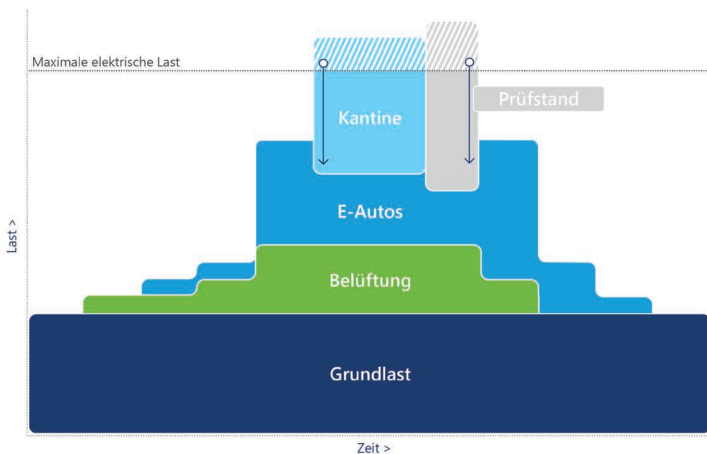 Maximale elektrische Last
Prüfstand
Kantine
E-Autos
Belüftung
Last >
Grundlast
Zeit >